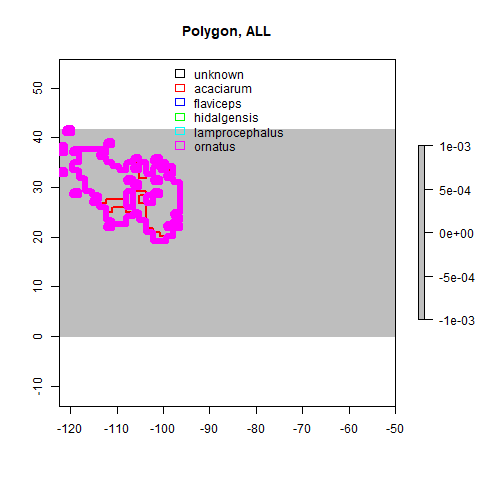 Polygon, ALL
unknown
acaciarum
flaviceps
hidalgensis
lamprocephalus
ornatus
50
40
30
20
10
0
-10
-120
-110
-100
-90
-80
-70
-60
-50
1e-03
5e-04
0e+00
-5e-04
-1e-03